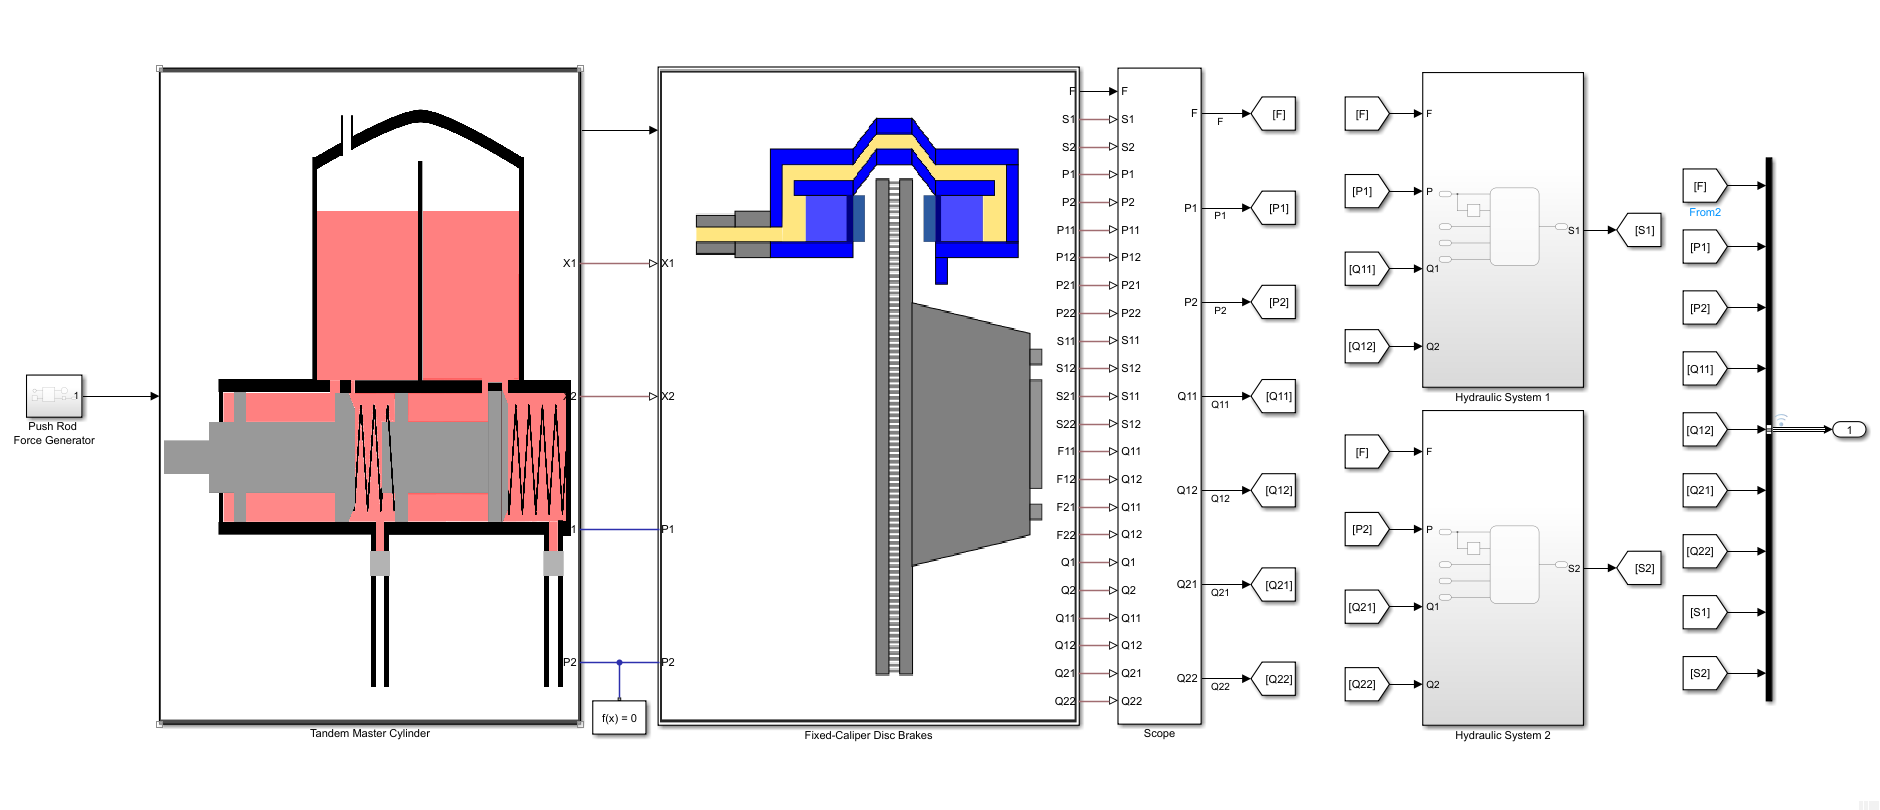 1
Push Rod
Force Generator
X1
X2
1
P2
Tandem Master Cylinder
f(x) = 0
X1
X2
P1
P2
F
S1
S2
P1
P2
P11
P12
P21
P22
S11
S12
S21
S22
F11
F12
F21
F22
Q1
Q2
Q11
Q12
Q21
Q22
Fixed-Caliper Disc Brakes
F
S1
S2
P1
P2
P11
P12
P21
P22
S11
S12
S11
S12
Q11
Q12
Q11
Q12
Q1
Q2
Q11
Q12
Q21
Q22
F
P1
P2
Q11
Q12
Q21
Q22
Scope
F
P1
P2
Q11
Q12
Q21
Q22
[F]
[P1]
[P2]
[Q11]
[Q12]
[Q21]
[Q22]
[F]
[P1]
[Q11]
[Q12]
F
P
Q1
Q2
S1
Hydraulic System 1
[S1]
[F]
[P2]
[Q21]
[Q22]
F
P
Q1
Q2
S2
Hydraulic System 2
[S2]
[F]
From2
[P1]
[P2]
[Q11]
[Q12]
[Q21]
[Q22]
[S1]
[S2]
1